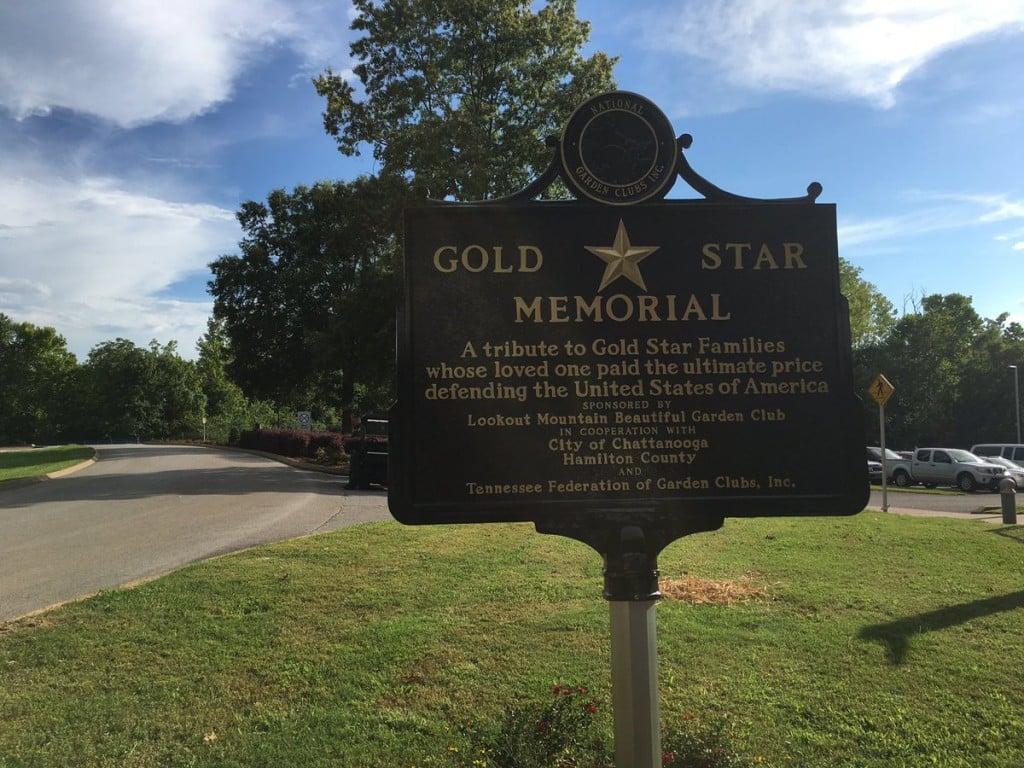 NATIONAL
GARDEN CLUBS INC.
GOLD STAR
MEMORIAL
A tribute to Gold Star Families
whose loved one paid the ultimate price
defending the United States of America
SPONSORED BY
Lookout Mountain Beautiful Garden Club
IN COOPERATION WITH
City of Chattanooga
Hamilton County
AND
Tennessee Federation of Garden Clubs, Inc.